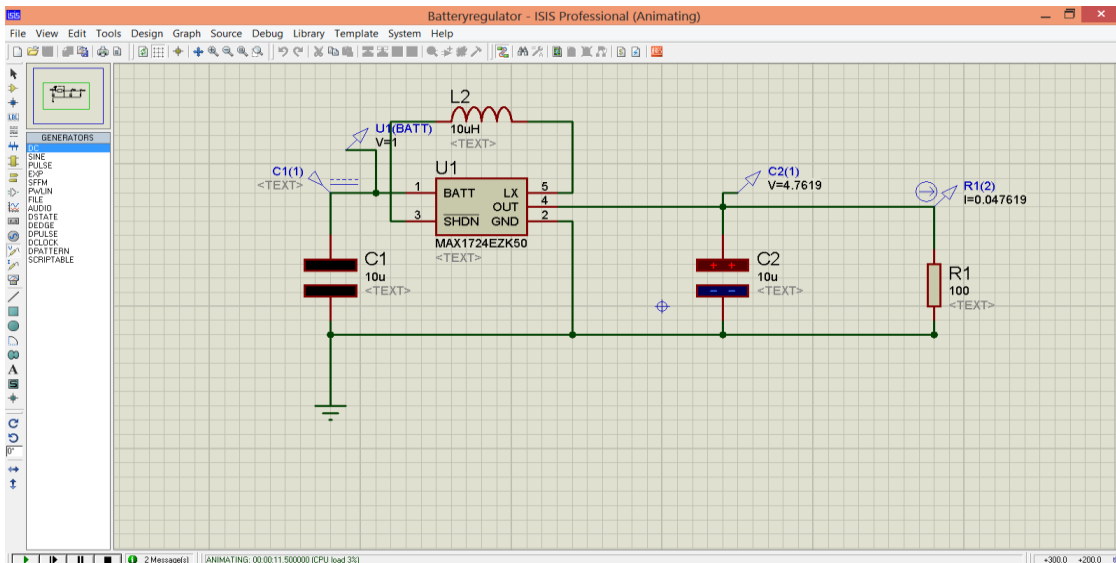 isis
Batteryregulator - ISIS Professional (Animating)
File View Edit Tools Design Graph Source Debug Library Template System Help
GENERATORS
DC
SINE
PULSE
EXP
SFFM
PWLIN
FILE
AUDIO
DSTATE
DEDGE
DPULSE
DCLOCK
DPATTERN
SCRIPTABLE
LBL
A
S
0°
L2
10uH
<TEXT>
U1(BATT)
V=1
C1(1)
<TEXT>
U1
1 BATT LX 5
OUT 4
3 SHDN GND 2
MAX1724EZK50
<TEXT>
C2(1)
V=4.7619
R1(2)
I=0.047619
C1
10u
<TEXT>
C2
10u
<TEXT>
R1
100
<TEXT>
2 Message(s) ANIMATING: 00:00:11.500000 (CPU load 3%) +300.0 +200.0